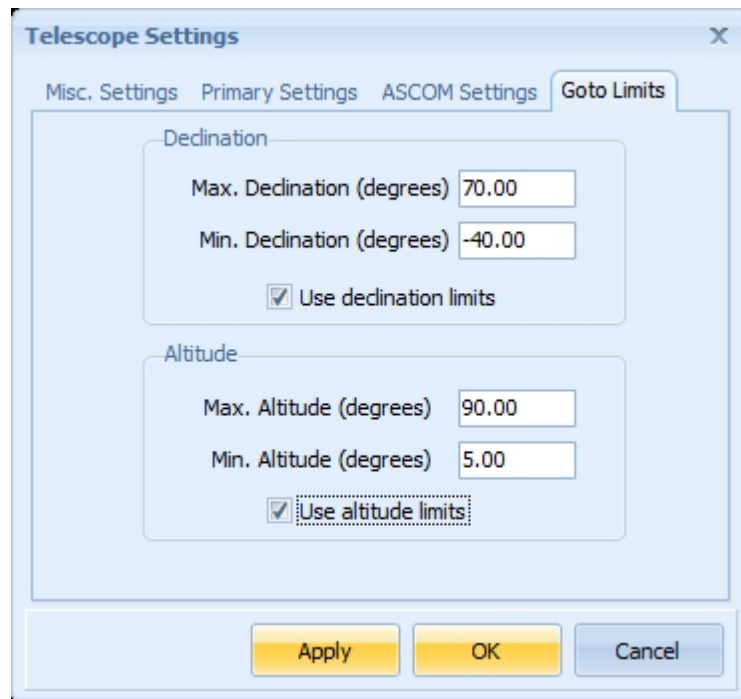 Telescope Settings x
Misc. Settings Primary Settings ASCOM Settings Goto Limits
Declination
Max. Declination (degrees) 70.00
Min. Declination (degrees) -40.00
Use declination limits
Altitude
Max. Altitude (degrees) 90.00
Min. Altitude (degrees) 5.00
Use altitude limits
Apply OK Cancel